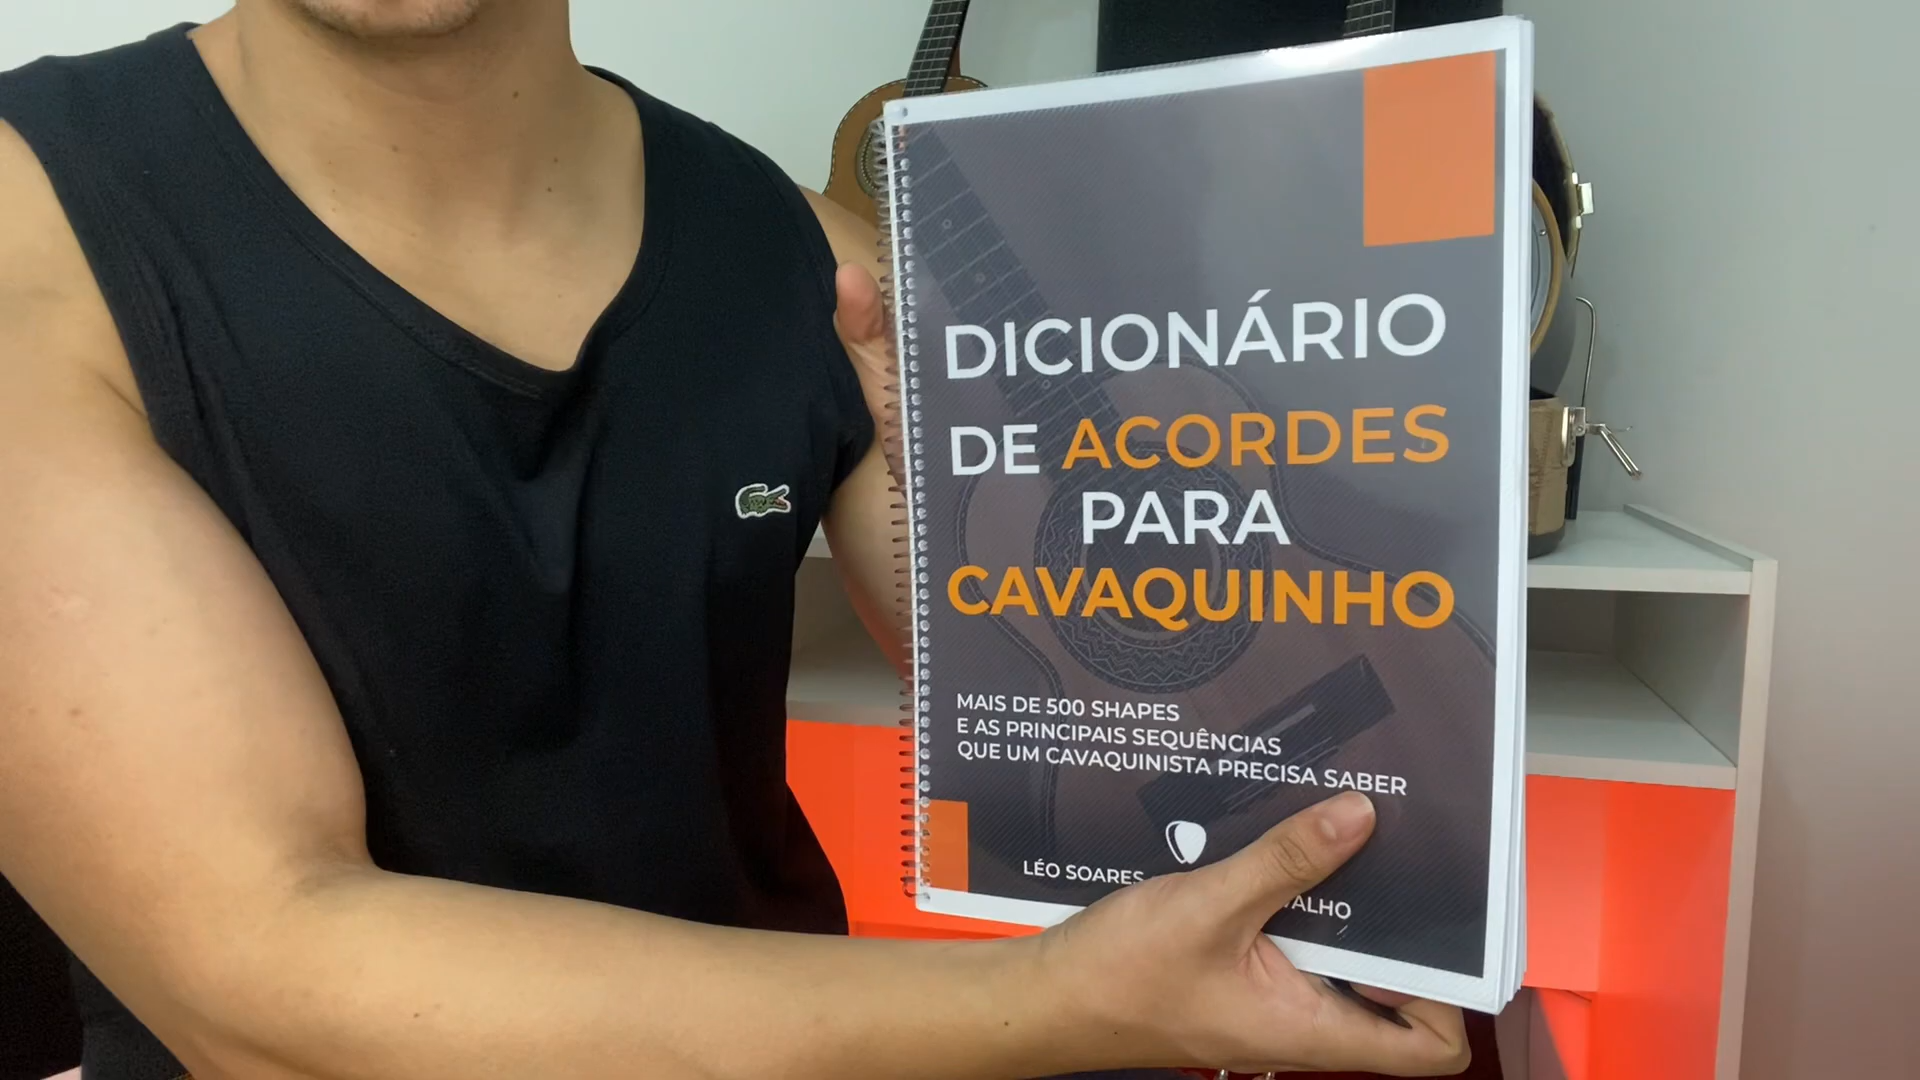 DICIONÁRIO
DE ACORDES
PARA
CAVAQUINHO
MAIS DE 500 SHAPES
E AS PRINCIPAIS SEQUÊNCIAS
QUE UM CAVAQUINISTA PRECISA SABER
LÉO SOARES